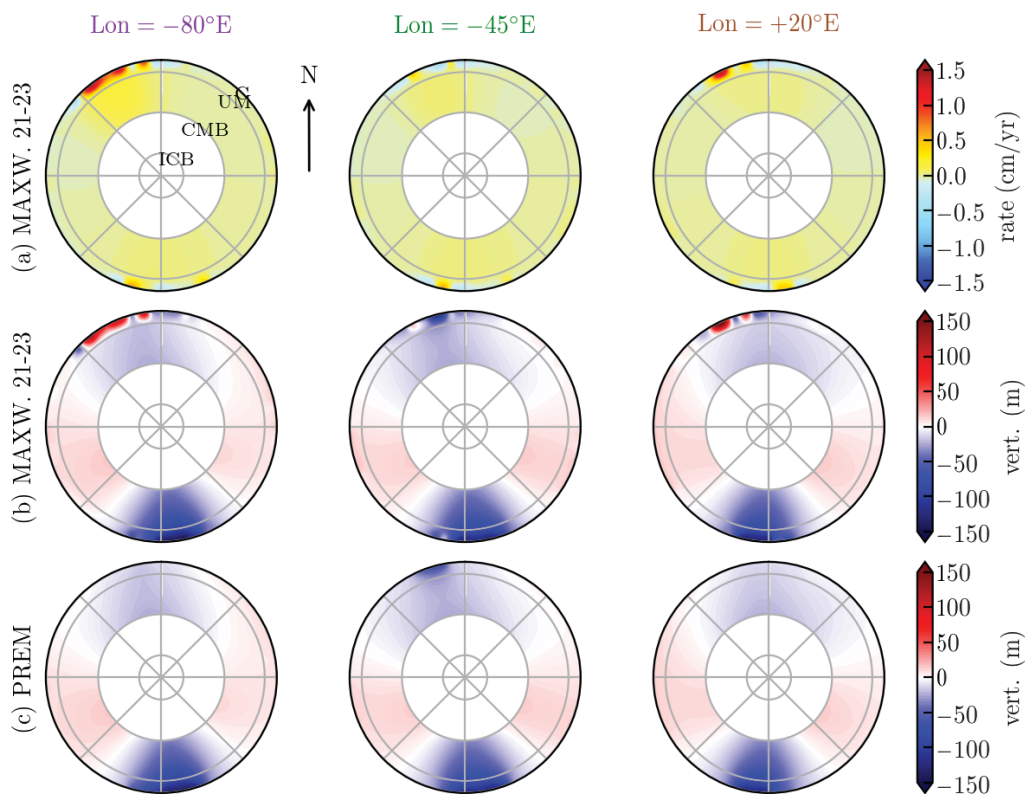 Lon = −80°E
Lon = −45°E
Lon = +20°E
(a) MAXW. 21-23
C
UM
CMB
ICB
N
1.5
1.0
0.5
0.0
−0.5
−1.0
−1.5
rate (cm/yr)
(b) MAXW. 21-23
150
100
50
0
−50
−100
−150
vert. (m)
(c) PREM
150
100
50
0
−50
−100
−150
vert. (m)